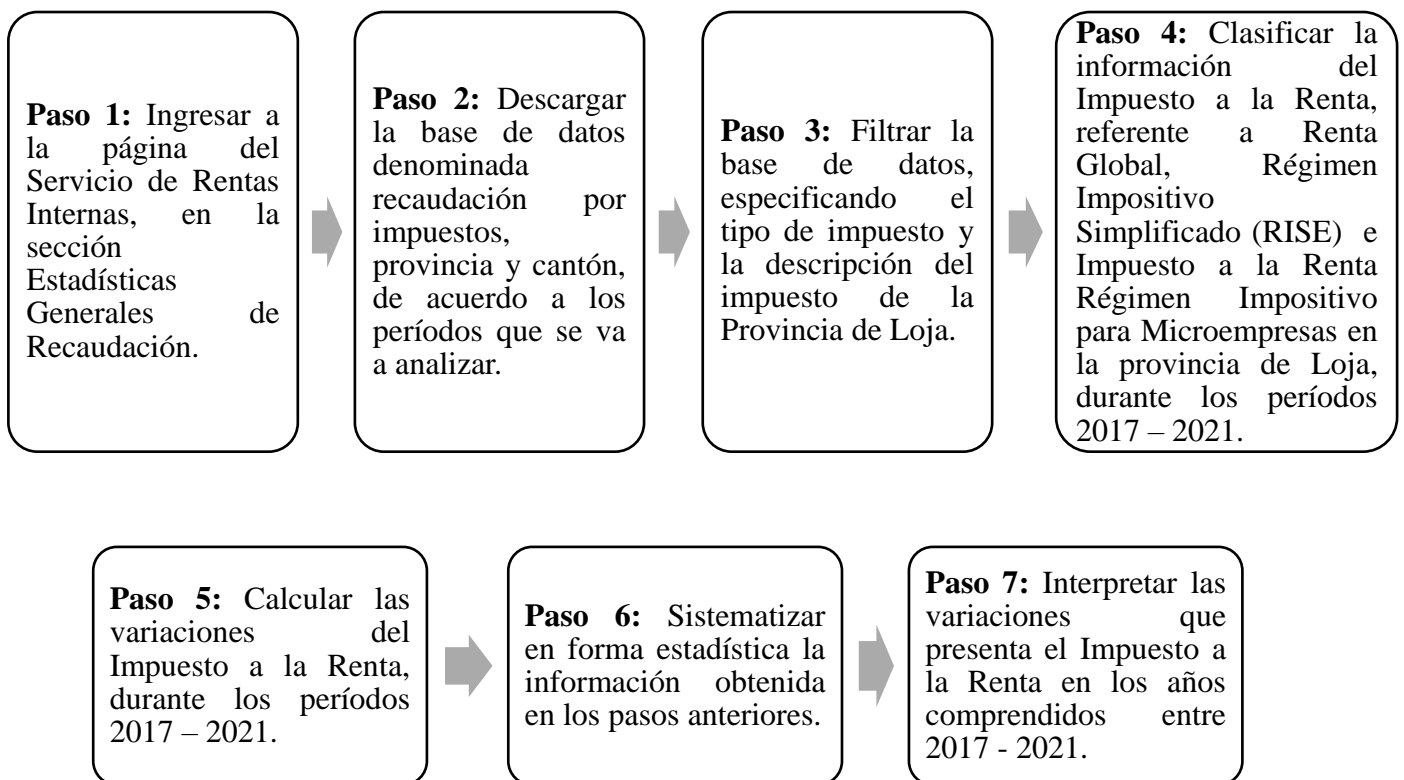 Paso 1: Ingresar a
la página del
Servicio de Rentas
Internas, en la
sección
Estadísticas
Generales de
Recaudación.
Paso 2: Descargar
la base de datos
denominada
recaudación por
impuestos,
provincia y cantón,
de acuerdo a los
períodos que se va
a analizar.
Paso 3: Filtrar la
base de datos,
especificando el
tipo de impuesto y
la descripción del
impuesto de la
Provincia de Loja.
Paso 4: Clasificar la
información del
Impuesto a la Renta,
referente a Renta
Global, Régimen
Impositivo
Simplificado (RISE) e
Impuesto a la Renta
Régimen Impositivo
para Microempresas en
la provincia de Loja,
durante los períodos
2017 – 2021.
Paso 5: Calcular las
variaciones del
Impuesto a la Renta,
durante los períodos
2017 – 2021.
Paso 6: Sistematizar
en forma estadística la
información obtenida
en los pasos anteriores.
Paso 7: Interpretar las
variaciones que
presenta el Impuesto a
la Renta en los años
comprendidos entre
2017 - 2021.